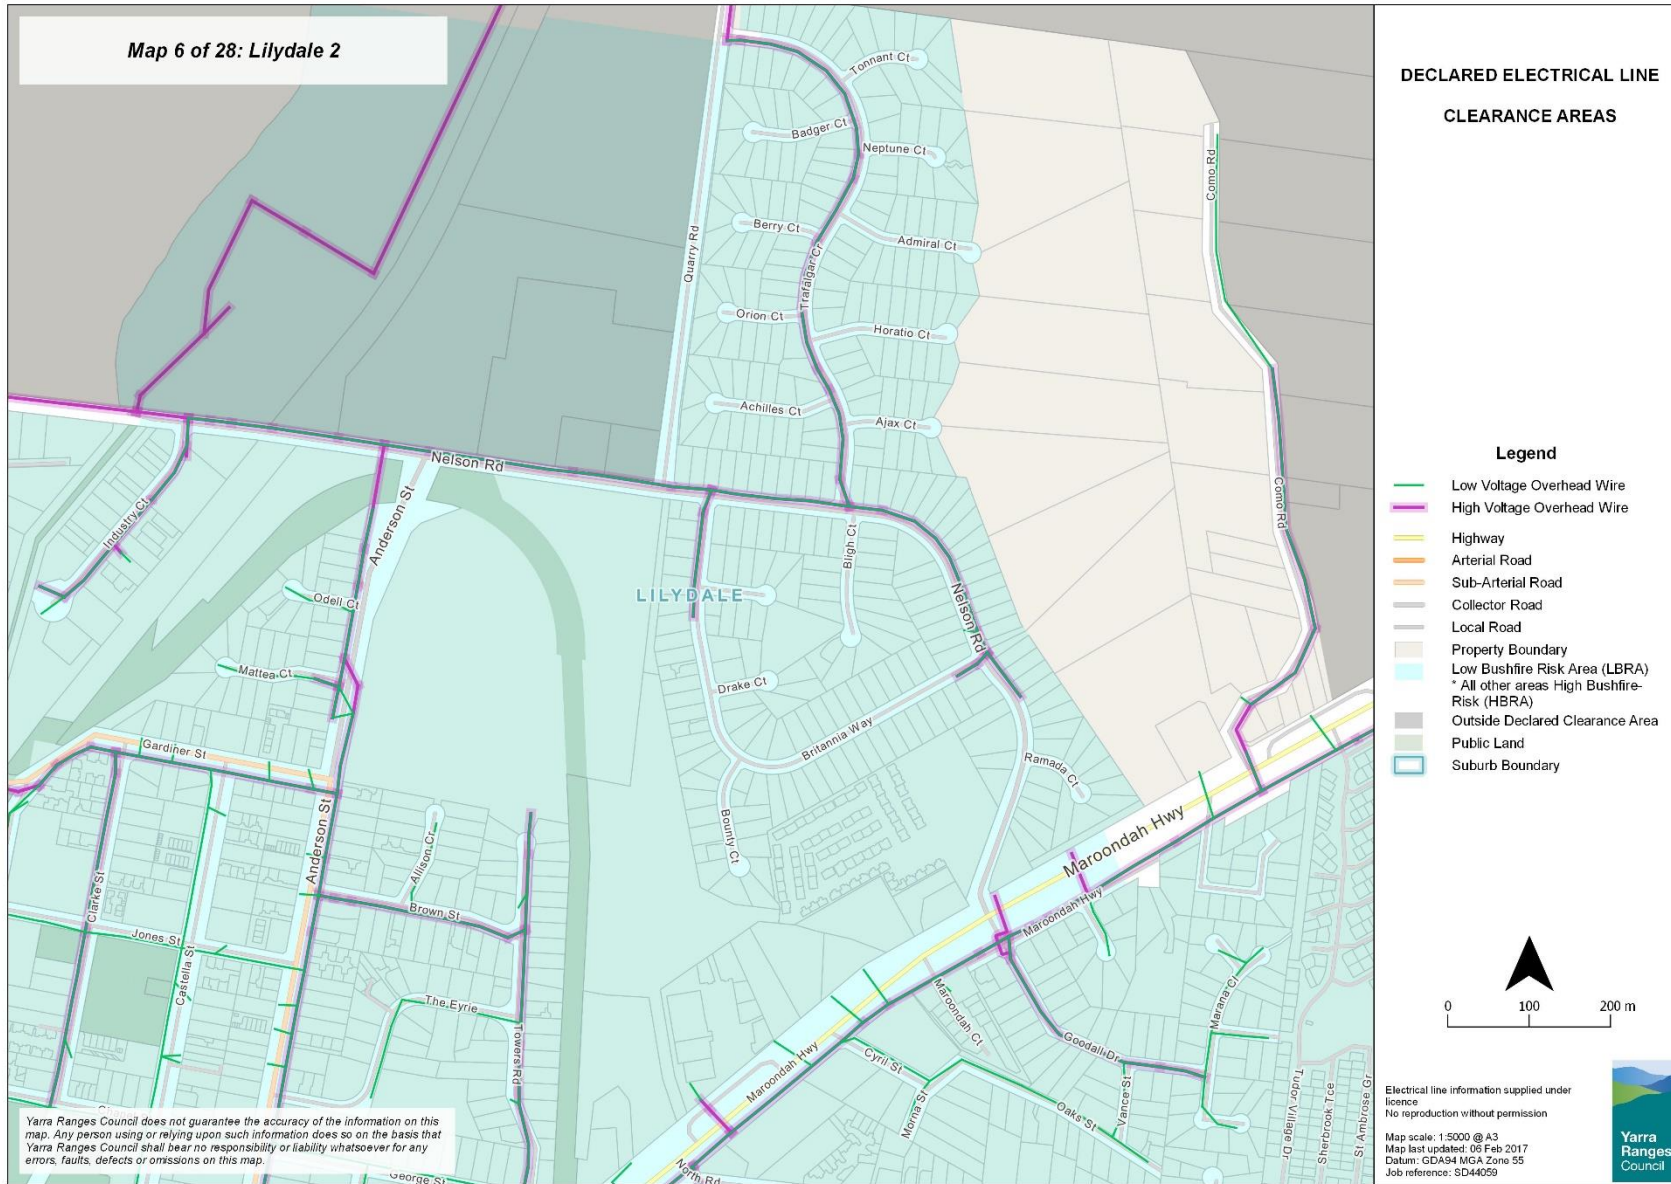 Map 6 of 28: Lilydale 2
DECLARED ELECTRICAL LINE
CLEARANCE AREAS
Tonnant Ct
Badger Ct
Neptune Ct
Como Rd
Quarry Rd
Berry Ct
Admiral Ct
Trafalgar Cr
Orion Ct
Horatio Ct
Achilles Ct
Ajax Ct
Nelson Rd
Anderson St
Industry Ct
Bligh Ct
Como Rd
Odell Ct
LILYDALE
Nelson Rd
Mattea Ct
Drake Ct
Gardiner St
Britannia Way
Ramada Ct
Anderson St
Allison Cr
Bounty Ct
Maroondah Hwy
Clarke St
Brown St
Maroondah Hwy
Jones St
Castella St
The Eyrie
Maroondah Ct
Marana Cl
Towers Rd
Goodall Dr
Maroondah Hwy
Cyril St
Morna St
Oaks St
Vance St
Tudor Village Dr
Sherbrook Tce
St Ambrose Gr
George St
North Rd
Legend
Low Voltage Overhead Wire
High Voltage Overhead Wire
Highway
Arterial Road
Sub-Arterial Road
Collector Road
Local Road
Property Boundary
Low Bushfire Risk Area (LBRA)
* All other areas High Bushfire-
Risk (HBRA)
Outside Declared Clearance Area
Public Land
Suburb Boundary
0 100 200 m
Electrical line information supplied under
licence
No reproduction without permission
Map scale: 1:5000 @ A3
Map last updated: 06 Feb 2017
Datum: GDA94 MGA Zone 55
Job reference: SD44059
Yarra
Ranges
Council
Yarra Ranges Council does not guarantee the accuracy of the information on this
map. Any person using or relying upon such information does so on the basis that
Yarra Ranges Council shall bear no responsibility or liability whatsoever for any
errors, faults, defects or omissions on this map.